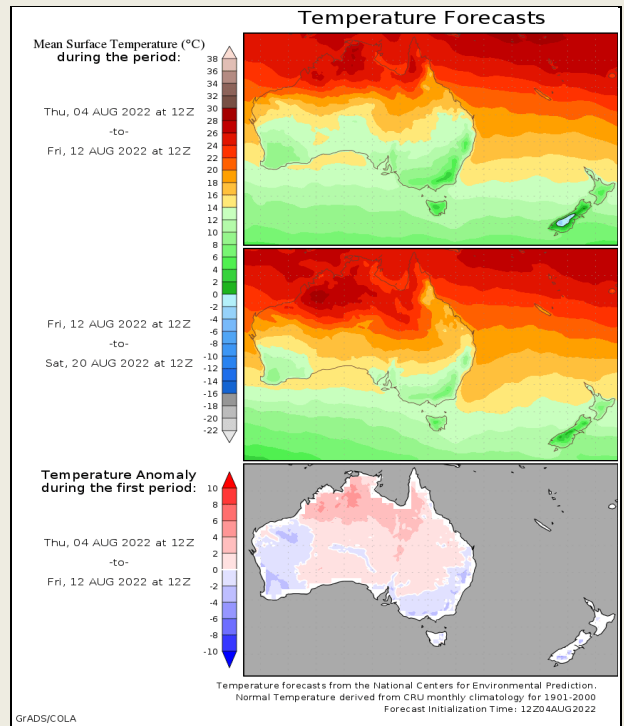 Temperature Forecasts
Mean Surface Temperature (°C)
during the period:
Thu, 04 AUG 2022 at 12Z
-to-
Fri, 12 AUG 2022 at 12Z
38
36
34
32
30
28
26
24
22
20
18
16
14
12
10
8
6
4
2
0
-2
-4
-6
-8
-10
-12
-14
-16
-18
-20
-22
Fri, 12 AUG 2022 at 12Z
-to-
Sat, 20 AUG 2022 at 12Z
Temperature Anomaly
during the first period:
Thu, 04 AUG 2022 at 12Z
-to-
Fri, 12 AUG 2022 at 12Z
10
8
6
4
2
0
-2
-4
-6
-8
-10
Temperature forecasts from the National Centers for Environmental Prediction.
Normal Temperature derived from CRU monthly climatology for 1901-2000
Forecast Initialization Time: 12Z04AUG2022
GrADS/COLA